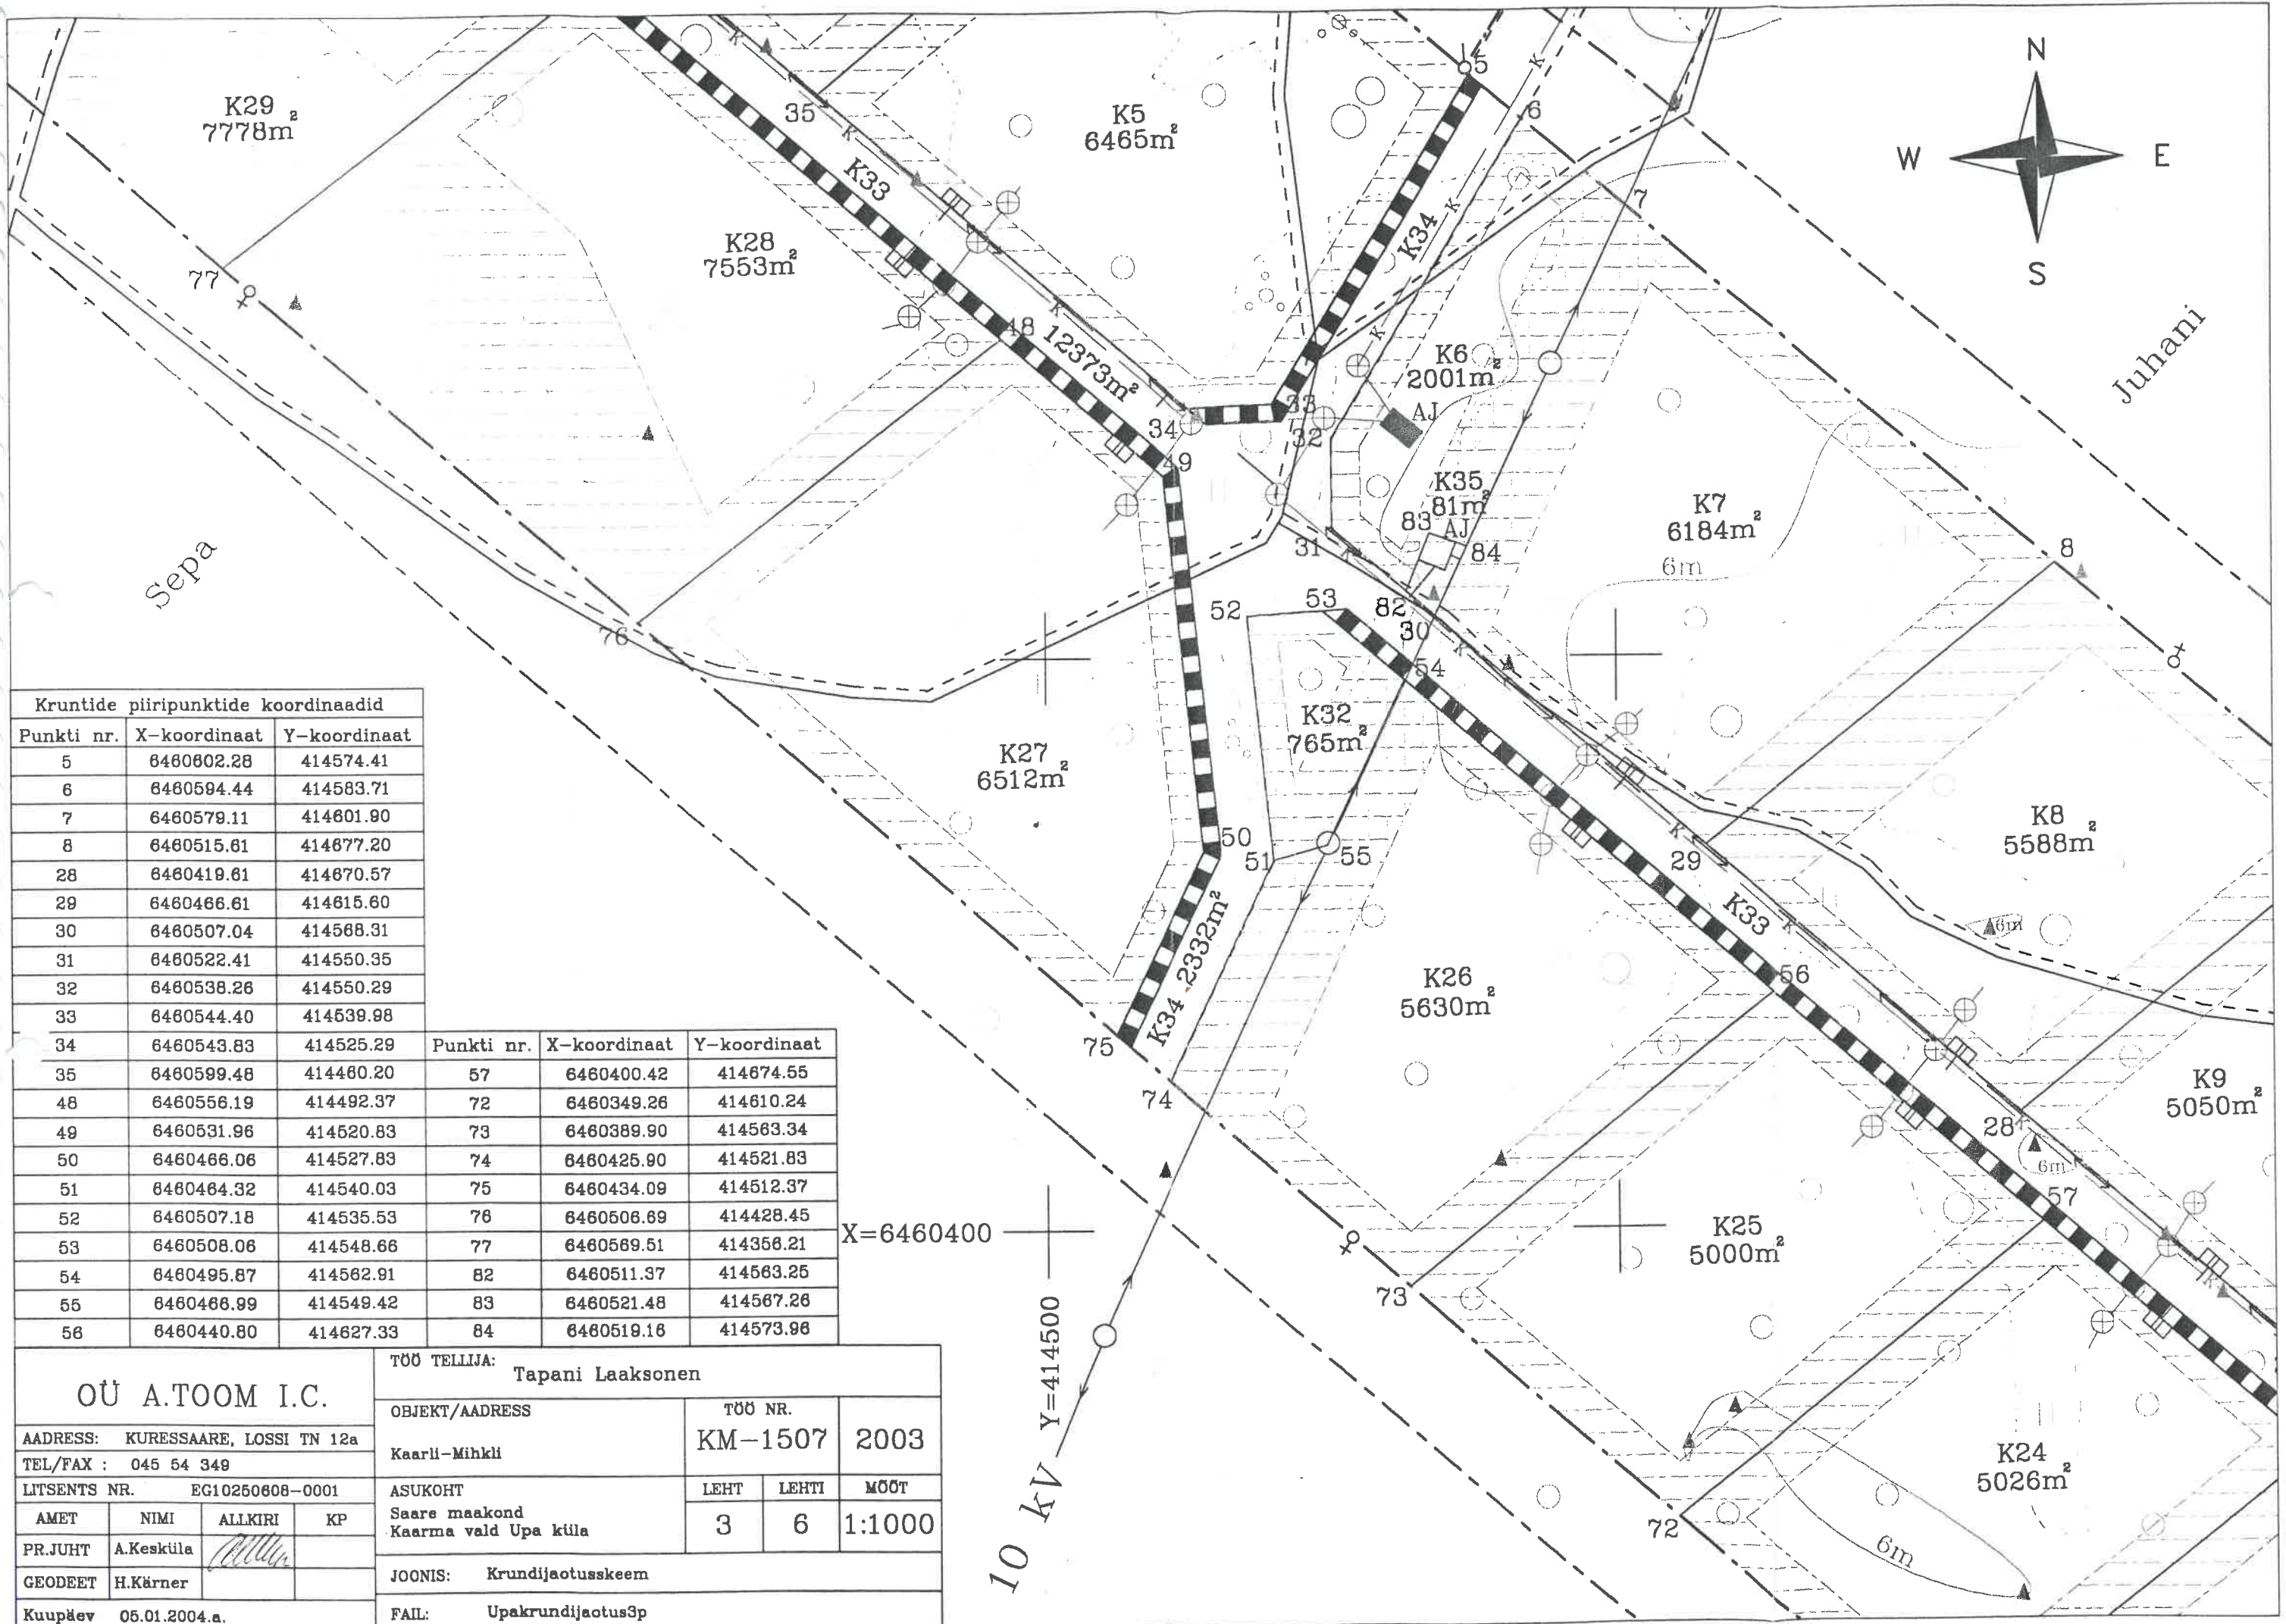 N
W E
S
K29
7778m²
35
K5
6465m²
5
6
7
K33
K34
K28
7553m²
77
48
12373m²
K6
2001m²
AJ
33
32
34
49
Juhani
K35
81m²
83 AJ
84
K7
6184m²
6m
8
31
Sepa
76
52
53
82
30
54
K
K32
765m²
K27
6512m²
50
51
55
29
K33
K8
5588m²
6m
56
K34 2332m²
K26
5630m²
75
74
K9
5050m²
28
6m
57
K25
5000m²
73
72
K24
5026m²
6m
X=6460400
Y=414500
10 kV
Kruntide piiripunktide koordinaadid
Punkti nr. X-koordinaat Y-koordinaat
5 6460602.28 414574.41
6 6460594.44 414583.71
7 6460579.11 414601.90
8 6460515.61 414677.20
28 6460419.61 414670.57
29 6460466.61 414615.60
30 6460507.04 414568.31
31 6460522.41 414550.35
32 6460538.26 414550.29
33 6460544.40 414539.98
34 6460543.83 414525.29 Punkti nr. X-koordinaat Y-koordinaat
35 6460599.48 414460.20 57 6460400.42 414674.55
48 6460556.19 414492.37 72 6460349.26 414610.24
49 6460531.96 414520.83 73 6460389.90 414563.34
50 6460466.06 414527.83 74 6460425.90 414521.83
51 6460464.32 414540.03 75 6460434.09 414512.37
52 6460507.18 414535.53 76 6460506.69 414428.45
53 6460508.06 414548.66 77 6460569.51 414356.21
54 6460495.87 414562.91 82 6460511.37 414563.25
55 6460466.99 414549.42 83 6460521.48 414567.26
56 6460440.80 414627.33 84 6460519.16 414573.96
OÜ A.TOOM I.C.
AADRESS: KURESSAARE, LOSSI TN 12a
TEL/FAX : 045 54 349
LITSENTS NR. EG10250608-0001
AMET NIMI ALLKIRI KP
PR.JUHT A.Kesküla
GEODEET H.Kärner
Kuupäev 05.01.2004.a.
TÖÖ TELLIJA:
Tapani Laaksonen
OBJEKT/AADRESS
Kaarli-Mihkli
TÖÖ NR.
KM-1507 2003
ASUKOHT
Saare maakond
Kaarma vald Upa küla
LEHT LEHTI MÕÕT
3 6 1:1000
JOONIS: Krundijaotusskeem
FAIL: Upakrundijaotus3p